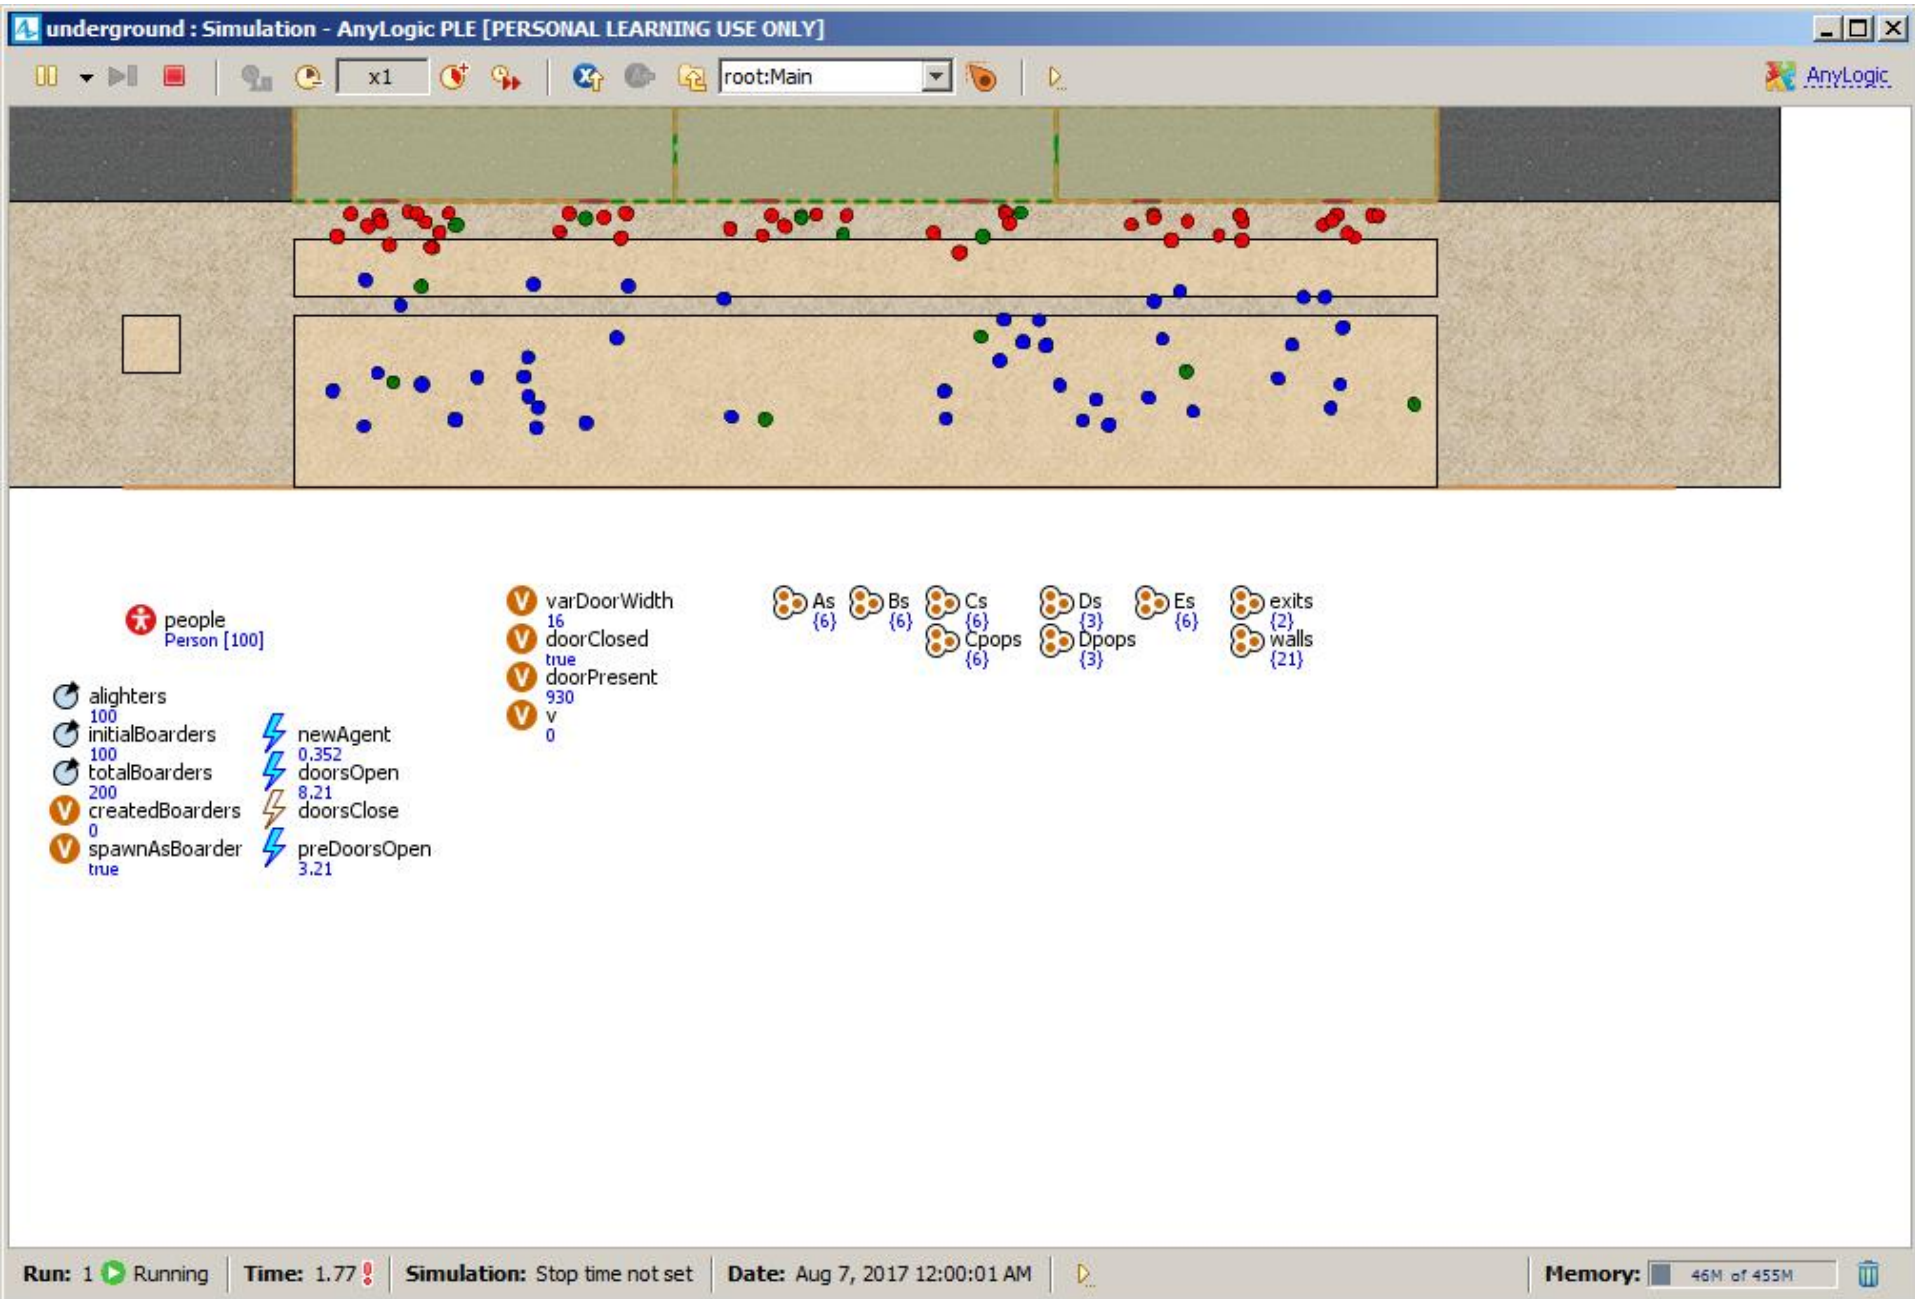 underground : Simulation - AnyLogic PLE [PERSONAL LEARNING USE ONLY]
x1 root:Main AnyLogic
people
Person [100]
alighters
100
initialBoarders
100
totalBoarders
200
createdBoarders
0
spawnAsBoarder
true
newAgent
0.352
doorsOpen
8.21
doorsClose
preDoorsOpen
3.21
varDoorWidth
16
doorClosed
true
doorPresent
930
v
0
As Bs Cs Ds Es exits
{6} {6} {6} {3} {6} {2}
Cpops Dpops walls
{6} {3} {21}
Run: 1 Running Time: 1.77 Simulation: Stop time not set Date: Aug 7, 2017 12:00:01 AM Memory: 46M of 455M